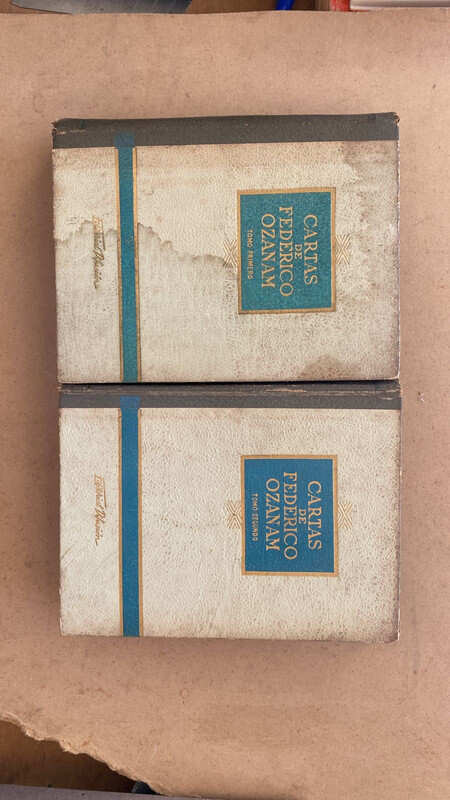 CARTAS
DE
FEDERICO
OZANAM
TOMO PRIMERO
CARTAS
DE
FEDERICO
OZANAM
TOMO SEGUNDO